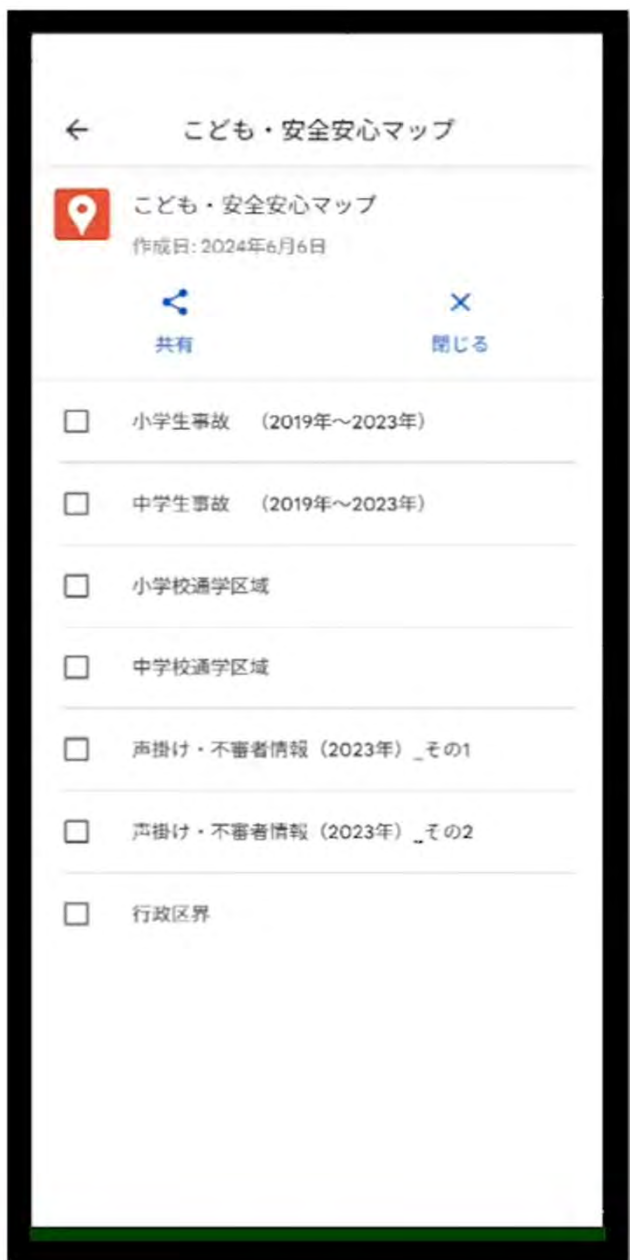 こども・安全安心マップ
こども・安全安心マップ
作成日: 2024年6月6日
共有
閉じる
小学生事故　（2019年～2023年）
中学生事故　（2019年～2023年）
小学校通学区域
中学校通学区域
声掛け・不審者情報（2023年）_その1
声掛け・不審者情報（2023年）_その2
行政区界